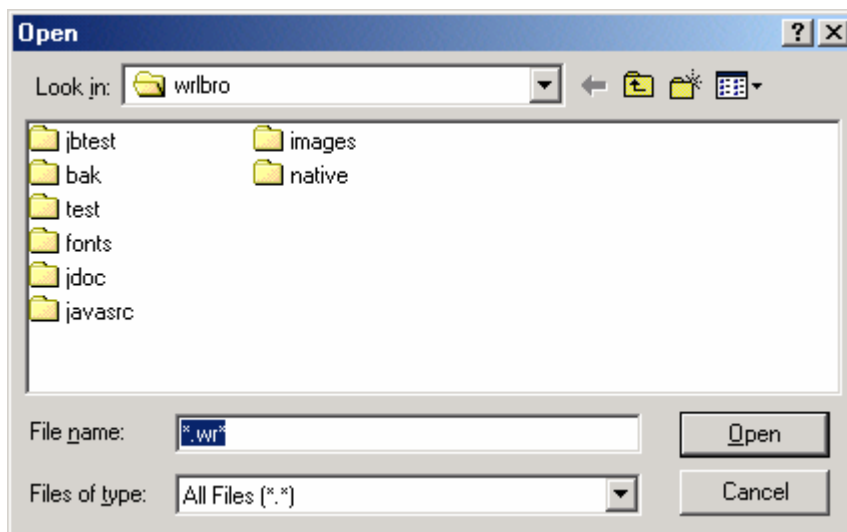 Open
Look in: wrlbro
jbtest images
bak native
test
fonts
jdoc
javasrc
File name: *.wr* Open
Files of type: All Files (*.*) Cancel